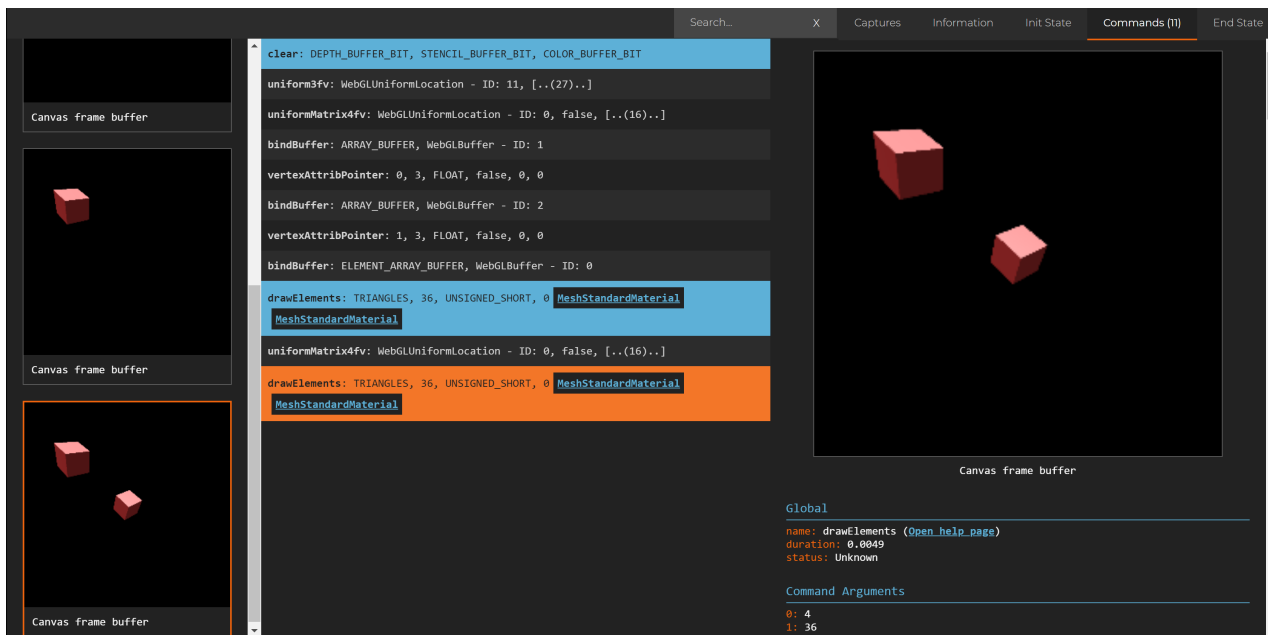 Search...
X
Captures
Information
Init State
Commands (11)
End State
Canvas frame buffer
Canvas frame buffer
Canvas frame buffer
clear: DEPTH_BUFFER_BIT, STENCIL_BUFFER_BIT, COLOR_BUFFER_BIT
uniform3fv: WebGLUniformLocation - ID: 11, [..(27)..]
uniformMatrix4fv: WebGLUniformLocation - ID: 0, false, [..(16)..]
bindBuffer: ARRAY_BUFFER, WebGLBuffer - ID: 1
vertexAttribPointer: 0, 3, FLOAT, false, 0, 0
bindBuffer: ARRAY_BUFFER, WebGLBuffer - ID: 2
vertexAttribPointer: 1, 3, FLOAT, false, 0, 0
bindBuffer: ELEMENT_ARRAY_BUFFER, WebGLBuffer - ID: 0
drawElements: TRIANGLES, 36, UNSIGNED_SHORT, 0 MeshStandardMaterial
MeshStandardMaterial
uniformMatrix4fv: WebGLUniformLocation - ID: 0, false, [..(16)..]
drawElements: TRIANGLES, 36, UNSIGNED_SHORT, 0 MeshStandardMaterial
MeshStandardMaterial
Canvas frame buffer
Global
name: drawElements (Open help page)
duration: 0.0049
status: Unknown
Command Arguments
0: 4
1: 36